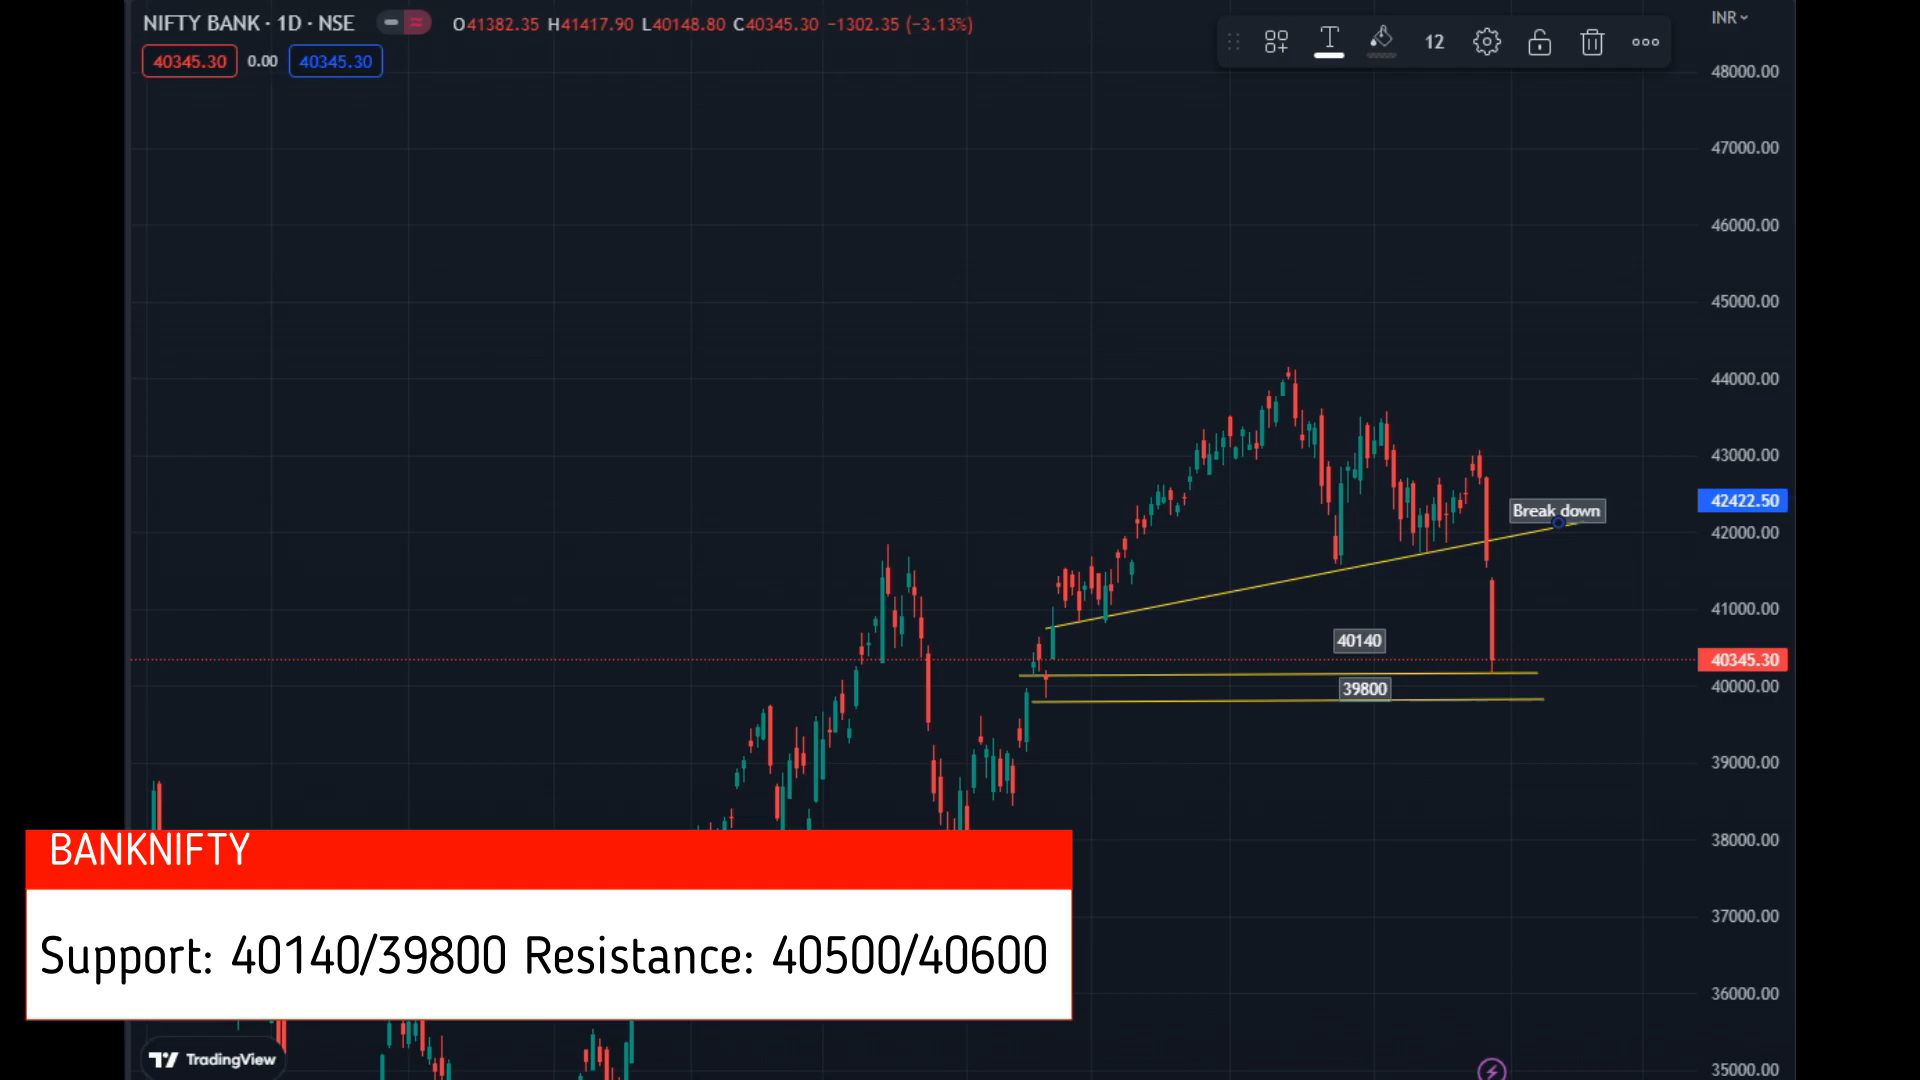 NIFTY BANK · 1D · NSE
O41382.35 H41417.90 L40148.80 C40345.30 −1302.35 (−3.13%)
40345.30 0.00 40345.30
T 12
INR
48000.00
47000.00
46000.00
45000.00
44000.00
43000.00
42422.50
Break down
42000.00
41000.00
40140
40345.30
39800
40000.00
39000.00
38000.00
BANKNIFTY
37000.00
Support: 40140/39800 Resistance: 40500/40600
36000.00
TradingView
35000.00